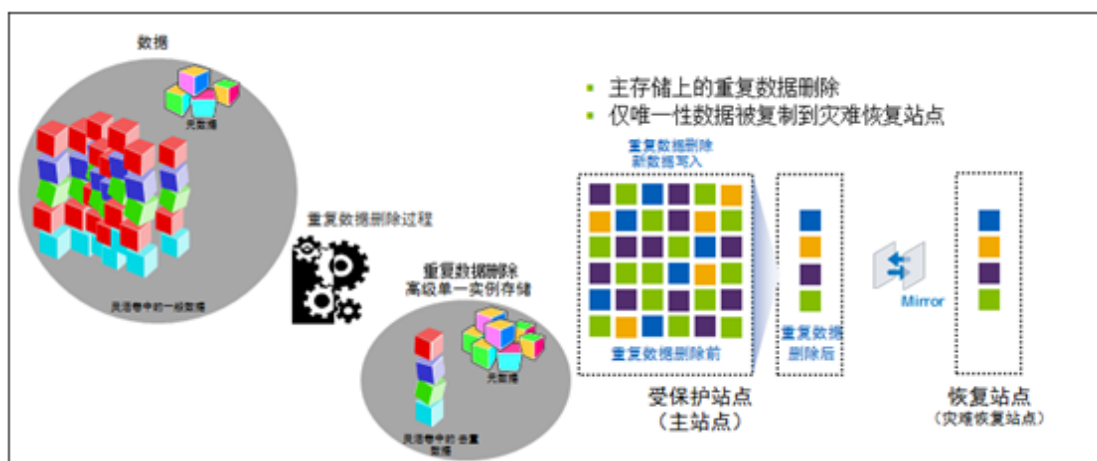 数据
元数据
灵活卷中的一般数据
重复数据删除过程
重复数据删除
高级单一实例存储
元数据
灵活卷中的 去重
数据
主存储上的重复数据删除
仅唯一性数据被复制到灾难恢复站点
重复数据删除
新数据写入
重复数据删除前
受保护站点
（主站点）
重复数据
删除后
Mirror
恢复站点
（灾难恢复站点）